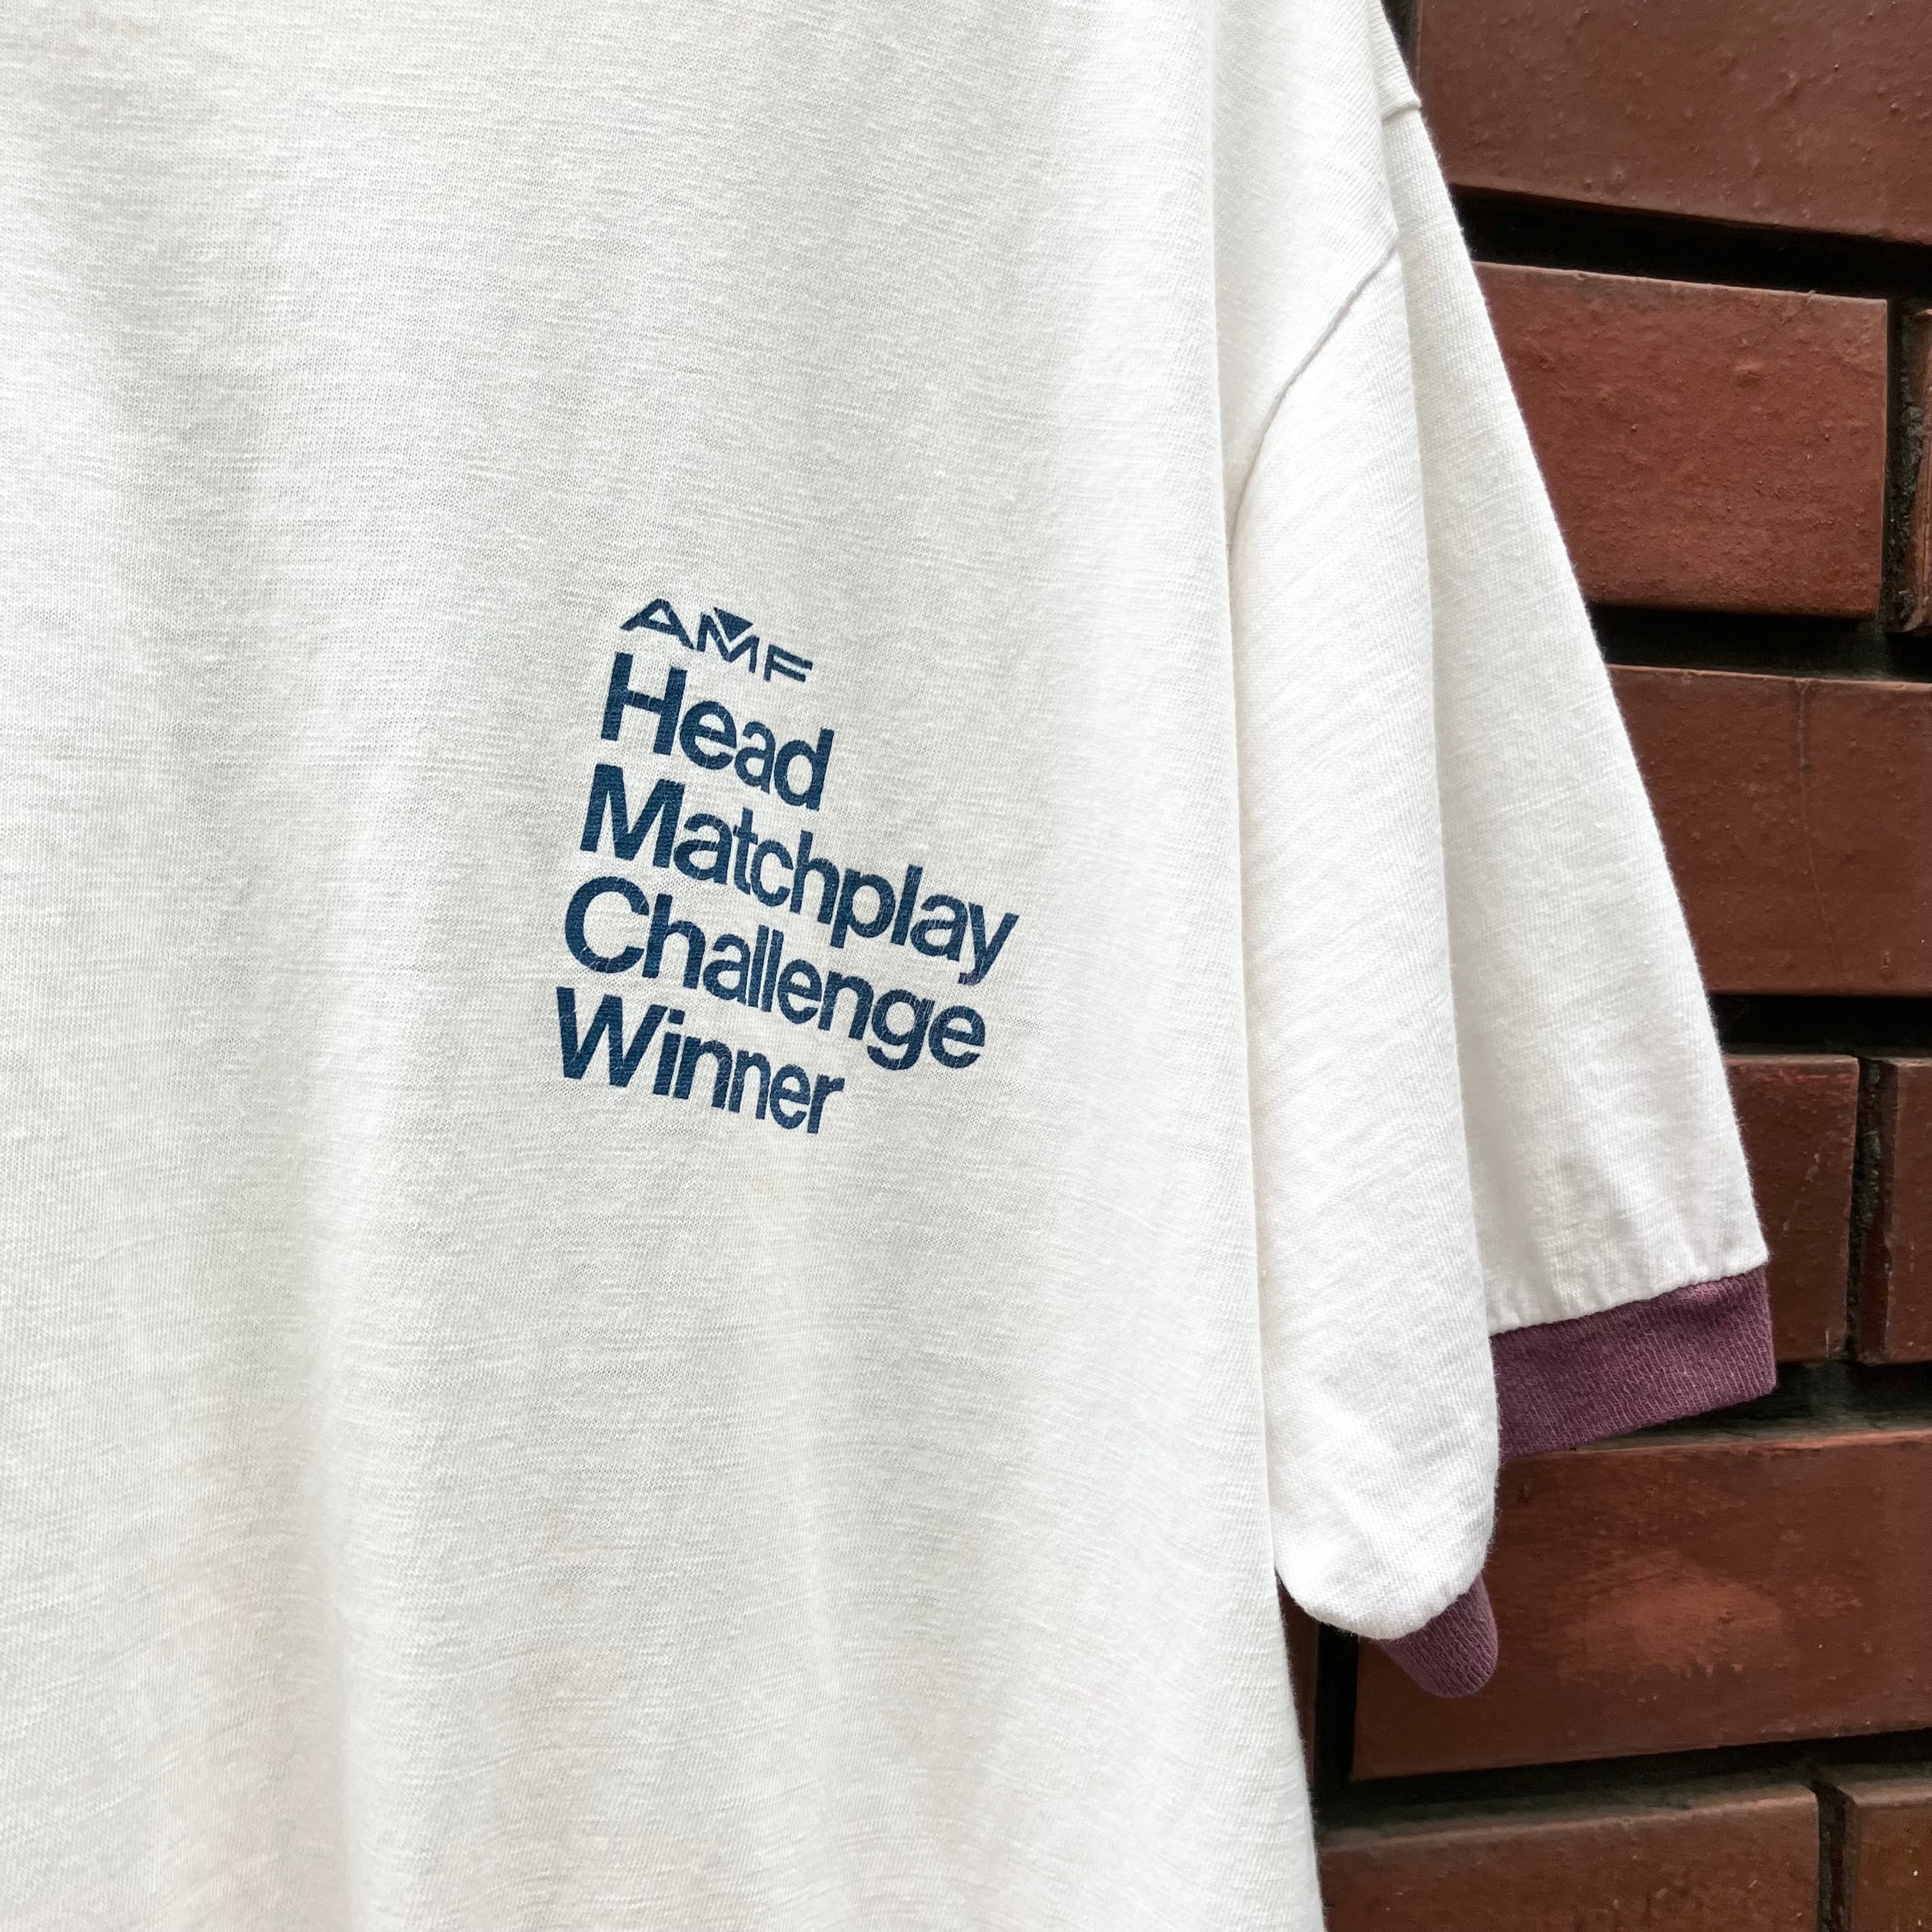 AMF
Head
Matchplay
Challenge
Winner